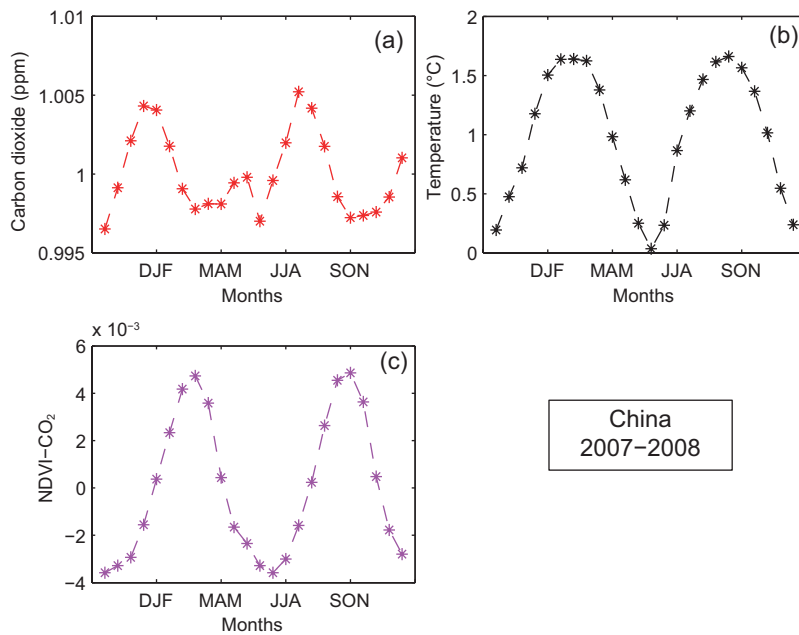 (a)
Carbon dioxide (ppm)
1.01
1.005
1
0.995
DJF MAM JJA SON
Months
(b)
Temperature (°C)
2
1.5
1
0.5
0
DJF MAM JJA SON
Months
(c)
x 10⁻³
NDVI−CO₂
6
4
2
0
−2
−4
DJF MAM JJA SON
Months
China
2007−2008